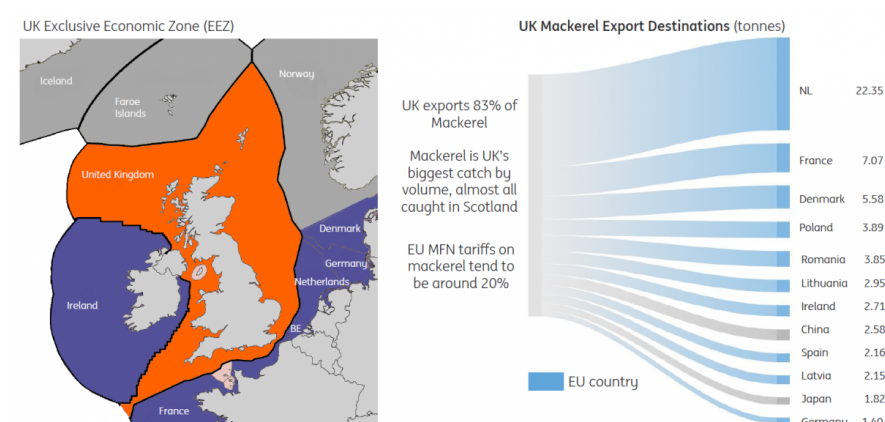 UK Exclusive Economic Zone (EEZ)
Iceland
Faroe
Islands
Norway
United Kingdom
Denmark
Germany
Netherlands
Ireland
BE
France
UK Mackerel Export Destinations (tonnes)
UK exports 83% of
Mackerel
Mackerel is UK's
biggest catch by
volume, almost all
caught in Scotland
EU MFN tariffs on
mackerel tend to
be around 20%
EU country
NL 22.35
France 7.07
Denmark 5.58
Poland 3.89
Romania 3.85
Lithuania 2.95
Ireland 2.71
China 2.58
Spain 2.16
Latvia 2.15
Japan 1.82
Germany 1.40